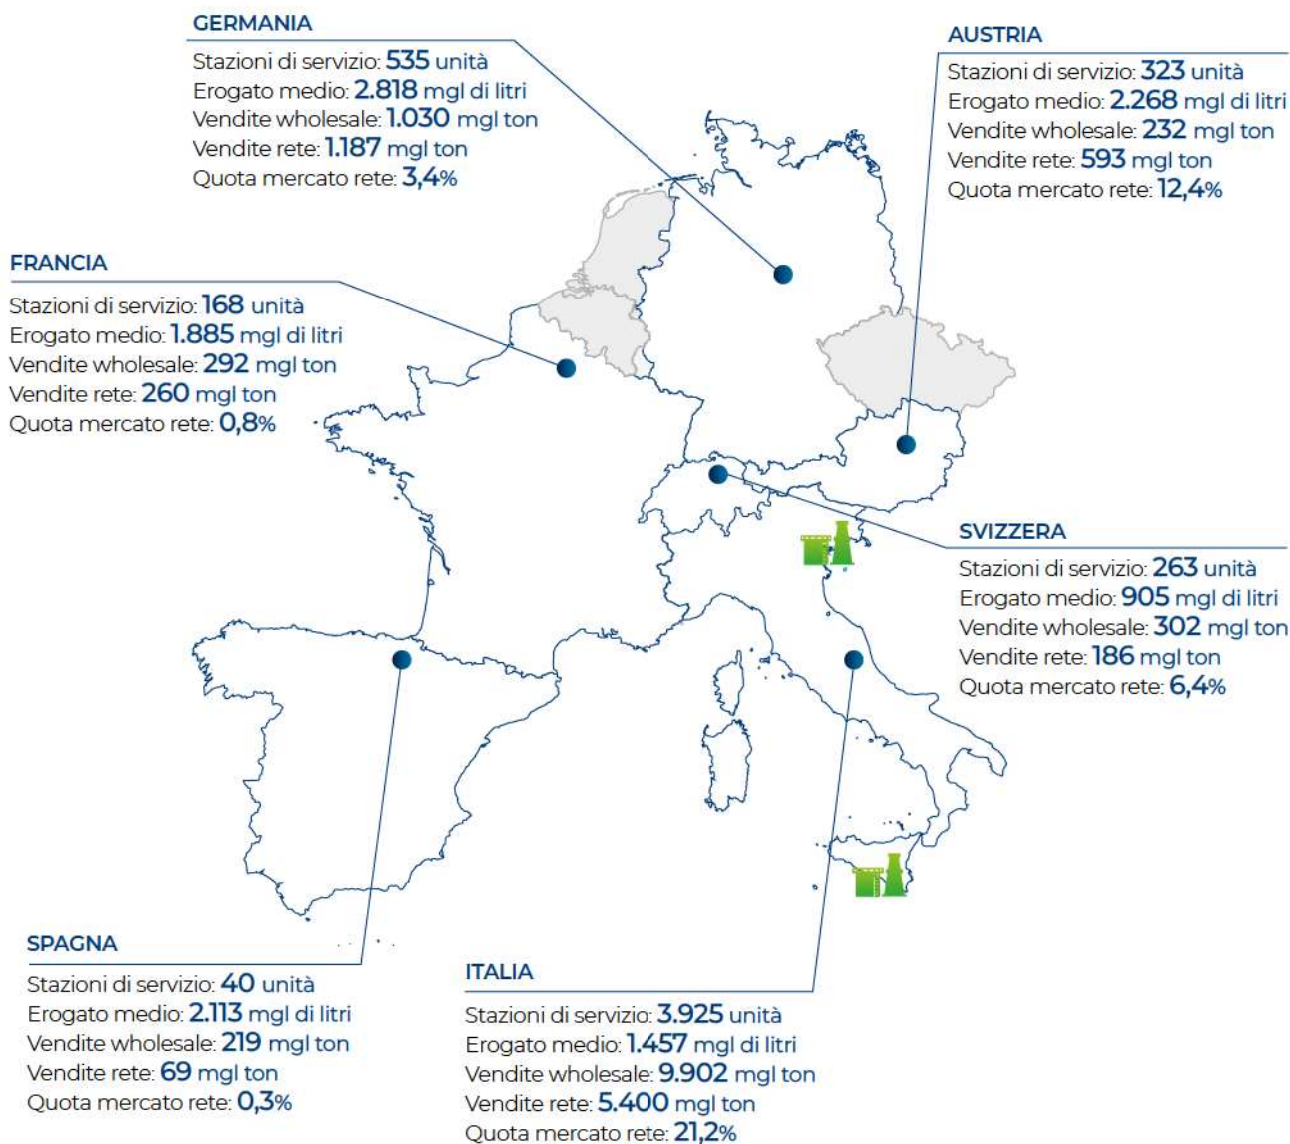 GERMANIA
Stazioni di servizio: 535 unità
Erogato medio: 2.818 mgl di litri
Vendite wholesale: 1.030 mgl ton
Vendite rete: 1.187 mgl ton
Quota mercato rete: 3,4%
AUSTRIA
Stazioni di servizio: 323 unità
Erogato medio: 2.268 mgl di litri
Vendite wholesale: 232 mgl ton
Vendite rete: 593 mgl ton
Quota mercato rete: 12,4%
FRANCIA
Stazioni di servizio: 168 unità
Erogato medio: 1.885 mgl di litri
Vendite wholesale: 292 mgl ton
Vendite rete: 260 mgl ton
Quota mercato rete: 0,8%
SVIZZERA
Stazioni di servizio: 263 unità
Erogato medio: 905 mgl di litri
Vendite wholesale: 302 mgl ton
Vendite rete: 186 mgl ton
Quota mercato rete: 6,4%
SPAGNA
Stazioni di servizio: 40 unità
Erogato medio: 2.113 mgl di litri
Vendite wholesale: 219 mgl ton
Vendite rete: 69 mgl ton
Quota mercato rete: 0,3%
ITALIA
Stazioni di servizio: 3.925 unità
Erogato medio: 1.457 mgl di litri
Vendite wholesale: 9.902 mgl ton
Vendite rete: 5.400 mgl ton
Quota mercato rete: 21,2%